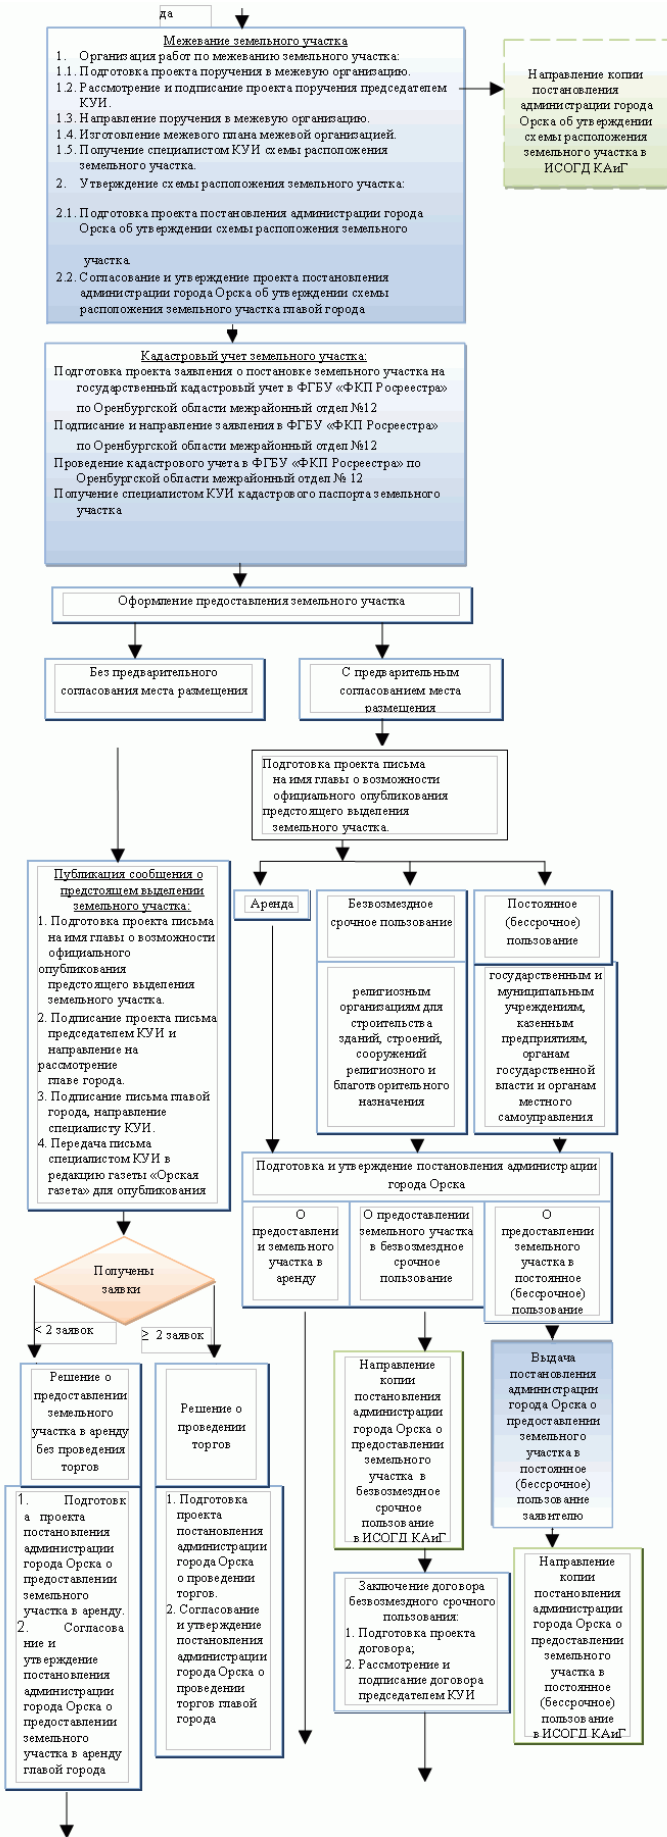 да
Межевание земельного участка
1. Организация работ по межеванию земельного участка:
1.1. Подготовка проекта поручения в межевую организацию.
1.2. Рассмотрение и подписание проекта поручения председателем
КУИ.
1.3. Направление поручения в межевую организацию.
1.4. Изготовление межевого плана межевой организацией.
1.5. Получение специалистом КУИ схемы расположения
земельного участка.
2. Утверждение схемы расположения земельного участка:
2.1. Подготовка проекта постановления администрации города
Орска об утверждении схемы расположения земельного
участка.
2.2. Согласование и утверждение проекта постановления
администрации города Орска об утверждении схемы
расположения земельного участка главой города
Направление копии
постановления
администрации города
Орска об утверждении
схемы расположения
земельного участка в
ИСОГД КАиГ
Кадастровый учет земельного участка:
Подготовка проекта заявления о постановке земельного участка на
государственный кадастровый учет в ФГБУ «ФКП Росреестра»
по Оренбургской области межрайонный отдел №12
Подписание и направление заявления в ФГБУ «ФКП Росреестра»
по Оренбургской области межрайонный отдел №12
Проведение кадастрового учета в ФГБУ «ФКП Росреестра» по
Оренбургской области межрайонный отдел № 12
Получение специалистом КУИ кадастрового паспорта земельного
участка
Оформление предоставления земельного участка
Без предварительного
согласования места размещения
С предварительным
согласованием места
размещения
Подготовка проекта письма
на имя главы о возможности
официального опубликования
предстоящего выделения
земельного участка.
Публикация сообщения о
предстоящем выделении
земельного участка:
1. Подготовка проекта письма
на имя главы о возможности
официального
опубликования
предстоящего выделения
земельного участка.
2. Подписание проекта письма
председателем КУИ и
направление на
рассмотрение
главе города.
3. Подписание письма главой
города, направление
специалисту КУИ.
4. Передача письма
специалистом КУИ в
редакцию газеты «Орская
газета» для опубликования
Аренда
Безвозмездное
срочное пользование
Постоянное
(бессрочное)
пользование
религиозным
организациям для
строительства
зданий, строений,
сооружений
религиозного и
благотворительного
назначения
государственным и
муниципальным
учреждениям,
казенным
предприятиям,
органам
государственной
власти и органам
местного
самоуправления
Подготовка и утверждение постановления администрации
города Орска
О
предоставлени
и земельного
участка в
аренду
О предоставлении
земельного участка
в безвозмездное
срочное
пользование
О
предоставлении
земельного
участка в
постоянное
(бессрочное)
пользование
Получены
заявки
< 2 заявок
≥ 2 заявок
Решение о
предоставлении
земельного
участка в аренду
без проведения
торгов
Решение о
проведении
торгов
1. Подготовк
а проекта
постановления
администрации
города Орска о
предоставлении
земельного
участка в аренду.
2. Согласова
ние и
утверждение
постановления
администрации
города Орска о
предоставлении
земельного
участка в аренду
главой города
1. Подготовка
проекта
постановления
администрации
города Орска
о проведении
торгов.
2. Согласование
и утверждение
постановления
администрации
города Орска о
проведении
торгов главой
города
Направление
копии
постановления
администрации
города Орска о
предоставлении
земельного
участка в
безвозмездное
срочное
пользование
в ИСОГД КАиГ
Заключение договора
безвозмездного срочного
пользования:
1. Подготовка проекта
договора;
2. Рассмотрение и
подписание договора
председателем КУИ
Выдача
постановления
администрации
города Орска о
предоставлении
земельного
участка в
постоянное
(бессрочное)
пользование
заявителю
Направление
копии
постановления
администрации
города Орска о
предоставлении
земельного
участка в
постоянное
(бессрочное)
пользование
в ИСОГД КАиГ